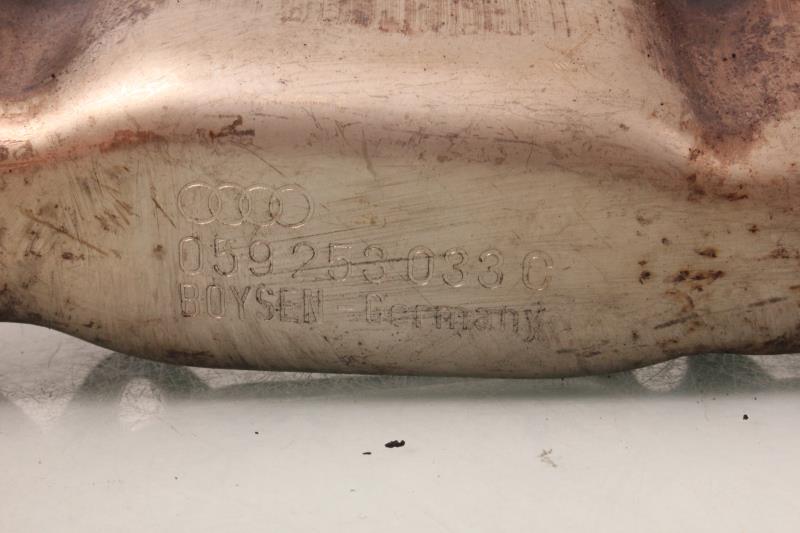 059 253 033 C
BOYSEN - Germany